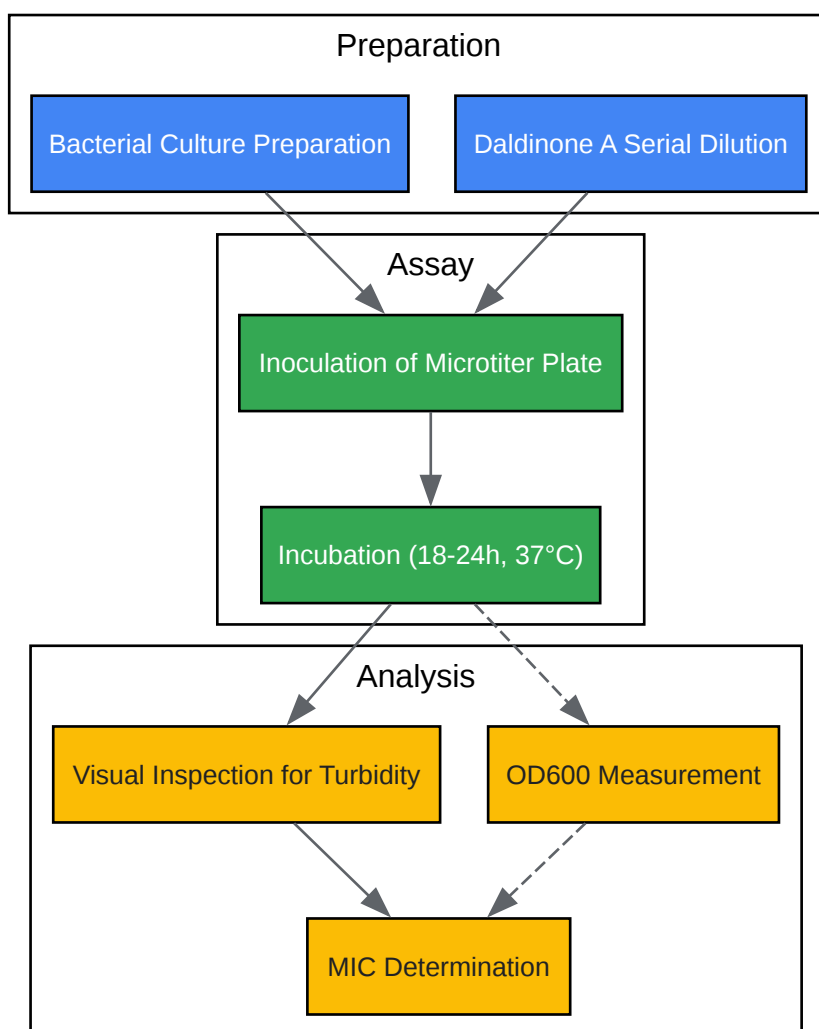 Preparation
Bacterial Culture Preparation
Daldinone A Serial Dilution
Assay
Inoculation of Microtiter Plate
Incubation (18-24h, 37°C)
Analysis
Visual Inspection for Turbidity
OD600 Measurement
MIC Determination